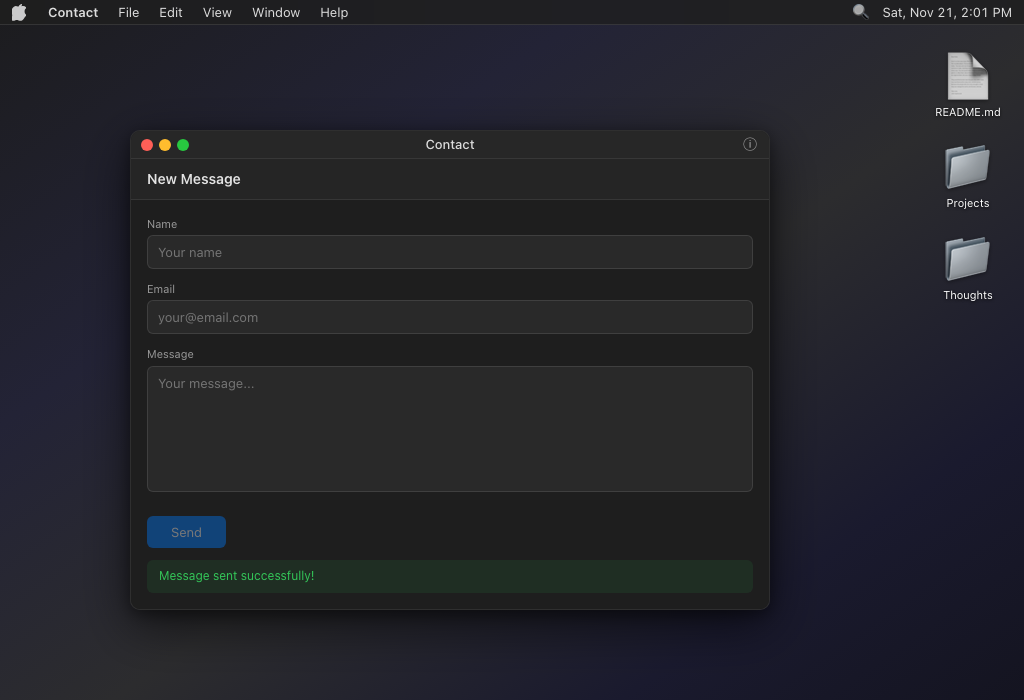 Contact File Edit View Window Help Sat, Nov 21, 2:01 PM
README.md
Projects
Thoughts
Contact
New Message
Name
Your name
Email
your@email.com
Message
Your message...
Send
Message sent successfully!